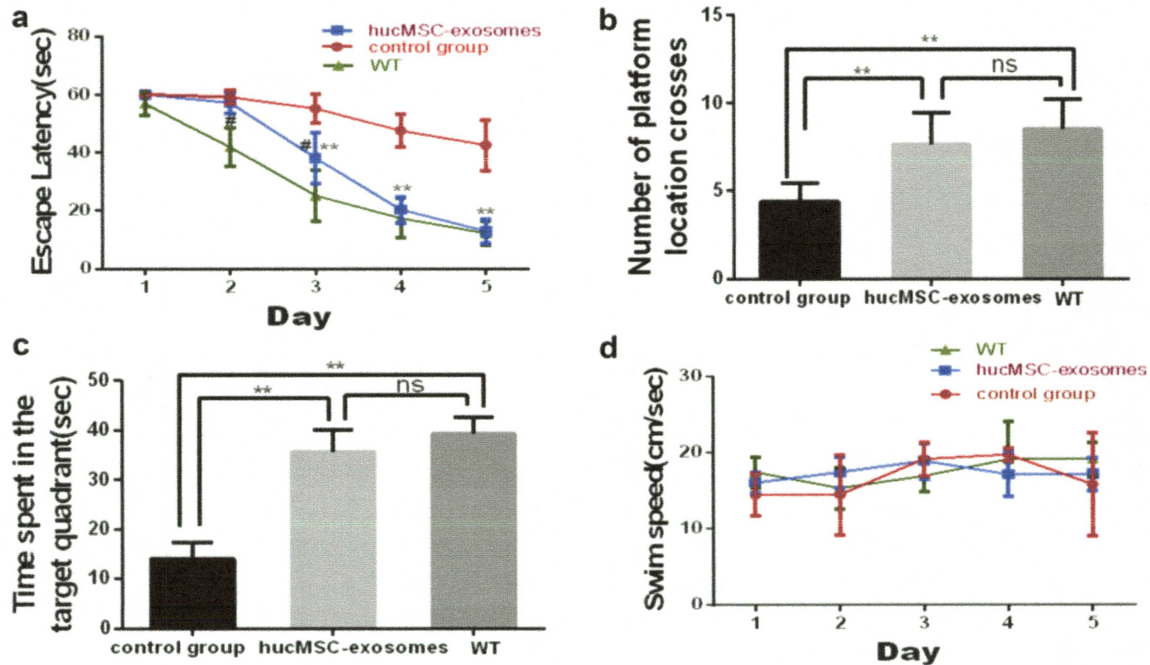 a
hucMSC-exosomes
control group
WT
Escape Latency(sec)
80
60
40
20
0
#
#
**
**
**
1 2 3 4 5
Day
b
Number of platform
location crosses
15
10
5
0
**
**
ns
control group hucMSC-exosomes WT
c
Time spent in the
target quadrant(sec)
50
40
30
20
10
0
**
**
ns
control group hucMSC-exosomes WT
d
WT
hucMSC-exosomes
control group
Swim speed(cm/sec)
30
20
10
0
1 2 3 4 5
Day